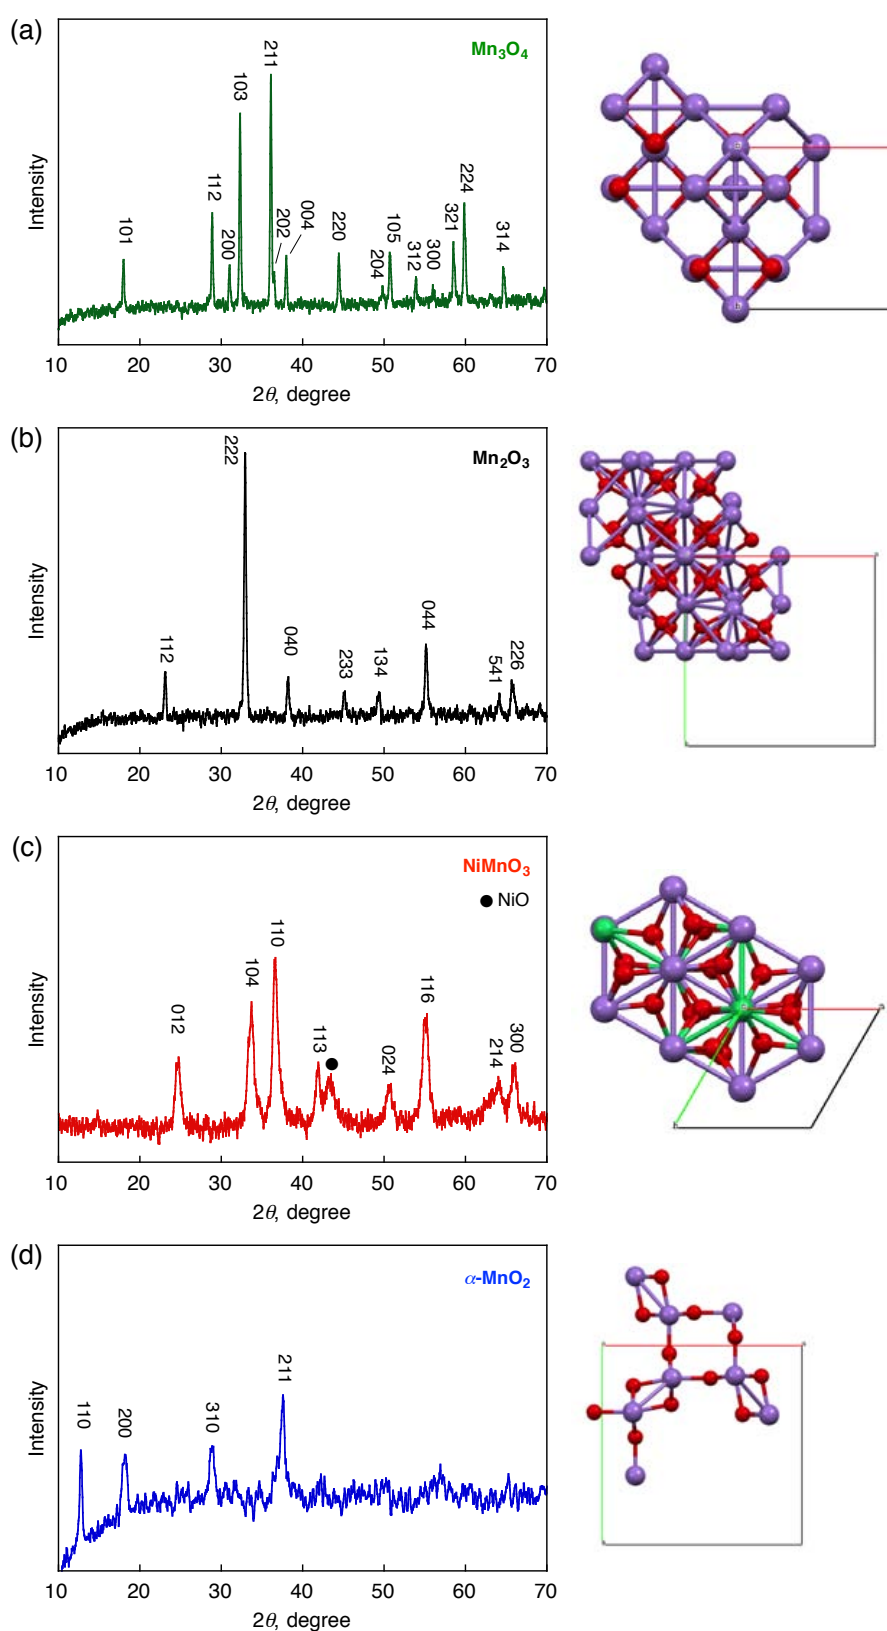 (a)
Mn3O4
Intensity
101
112
200
103
211
202
004
220
204
105
312
300
321
224
314
10 20 30 40 50 60 70
2θ, degree
(b)
Mn2O3
Intensity
112
222
040
233
134
044
541
226
10 20 30 40 50 60 70
2θ, degree
(c)
NiMnO3
● NiO
Intensity
012
104
110
113
024
116
214
300
10 20 30 40 50 60 70
2θ, degree
(d)
α-MnO2
Intensity
110
200
310
211
10 20 30 40 50 60 70
2θ, degree